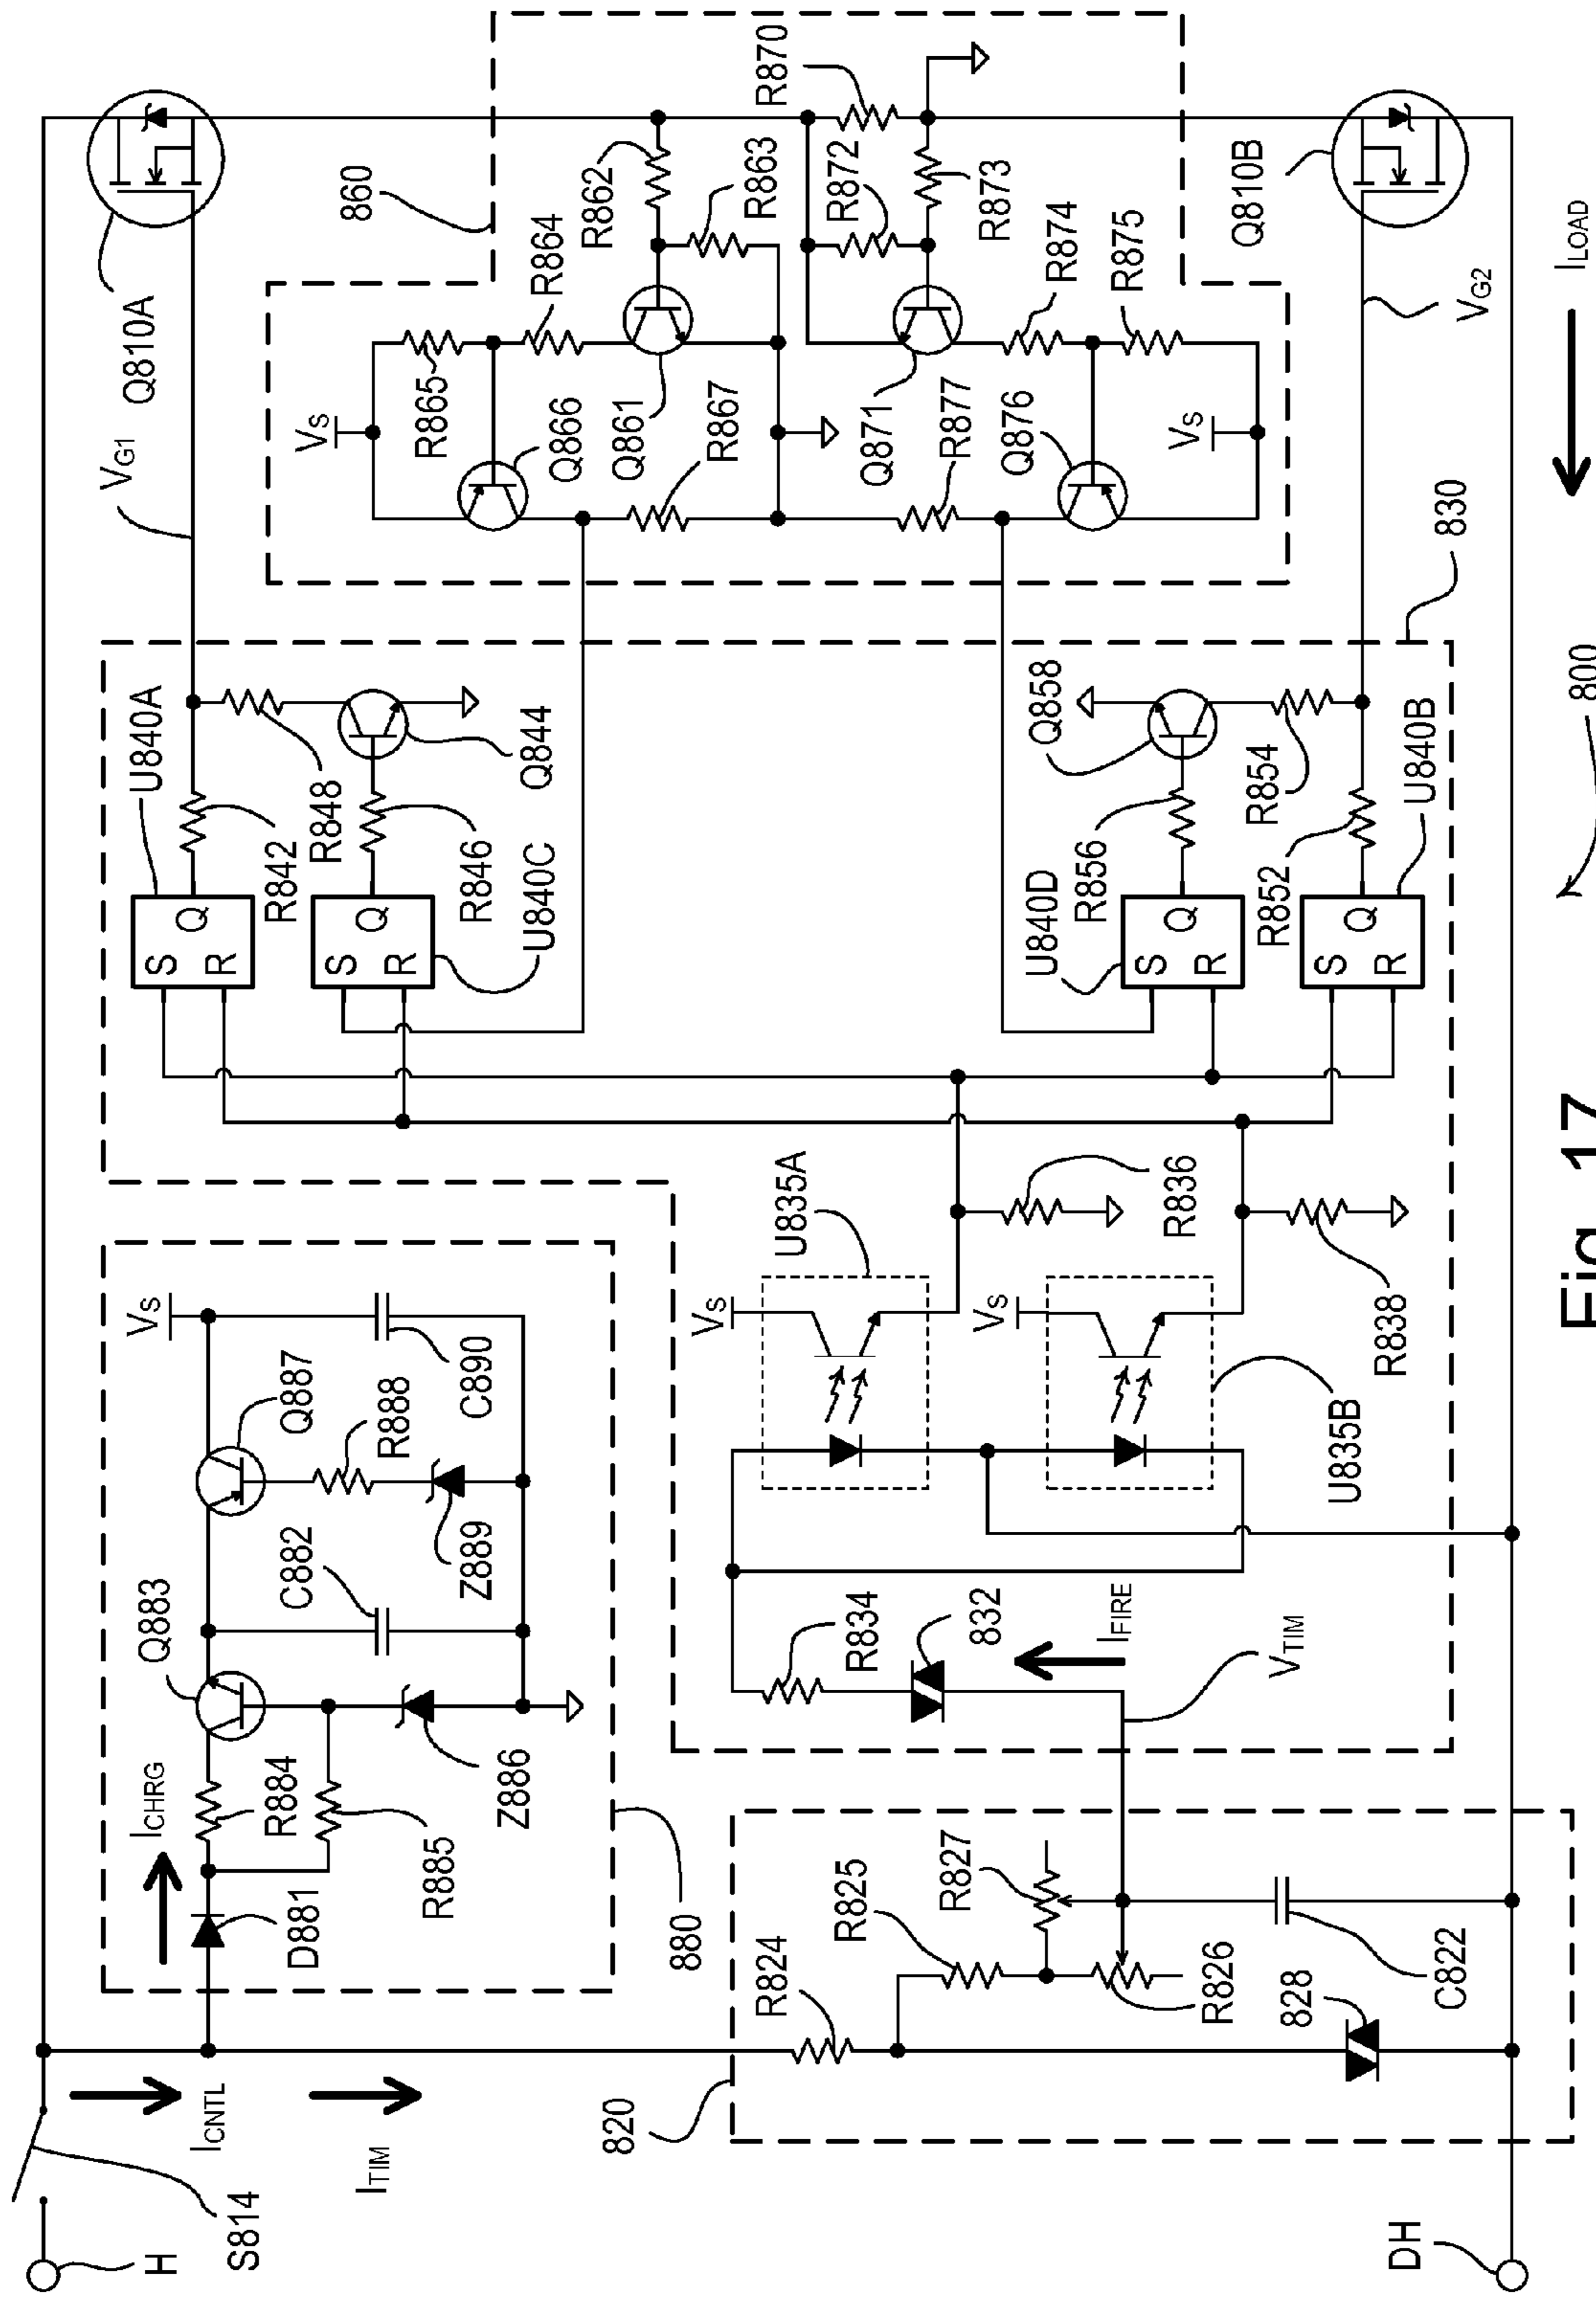 H
S814
ICNTL
ITIM
DH
820
R824
R825
R827
R826
828
C822
880
D881
ICHRG
R884
R885
Q883
Z886
C882
Z889
R888
Q887
C890
VS
VTIM
IFIRE
832
R834
U835A
VS
VS
U835B
R836
R838
830
U840A
S
Q
R
R842
R848
S
Q
R
R846
U840C
Q844
U840D
S
Q
R
R856
Q858
R854
R852
S
Q
R
U840B
VG1
Q810A
860
VS
R865
R864
Q866
Q861
R867
R862
R863
R870
R872
R873
Q871
R877
R874
R875
Q876
VS
Q810B
VG2
ILOAD
800
Fig. 17